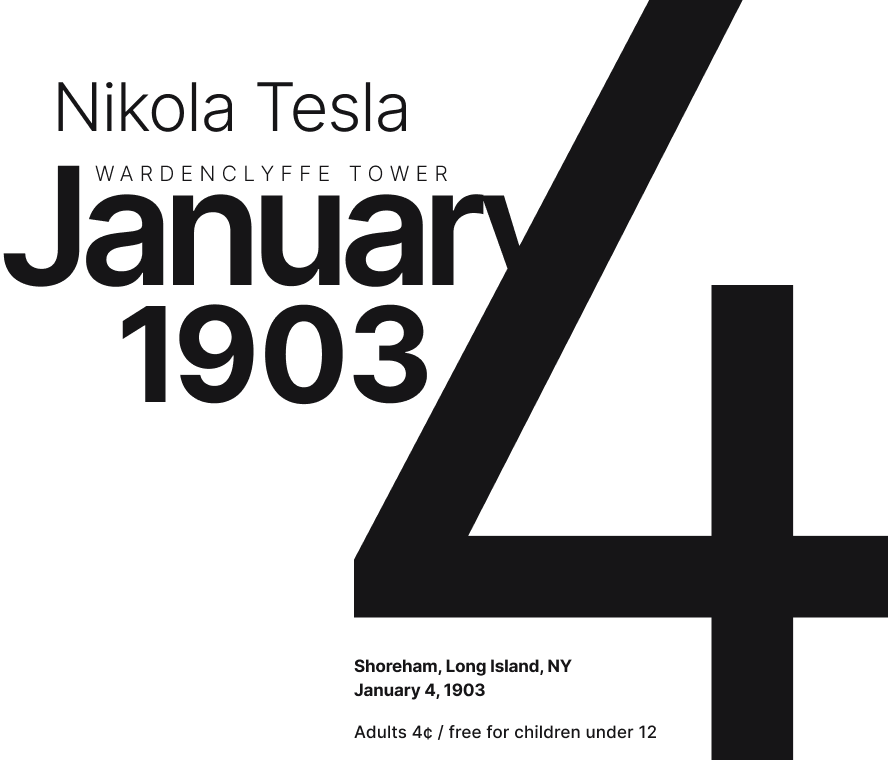 Nikola Tesla
WARDENCLYFFE TOWER
January 4
1903
Shoreham, Long Island, NY
January 4, 1903
Adults 4¢ / free for children under 12